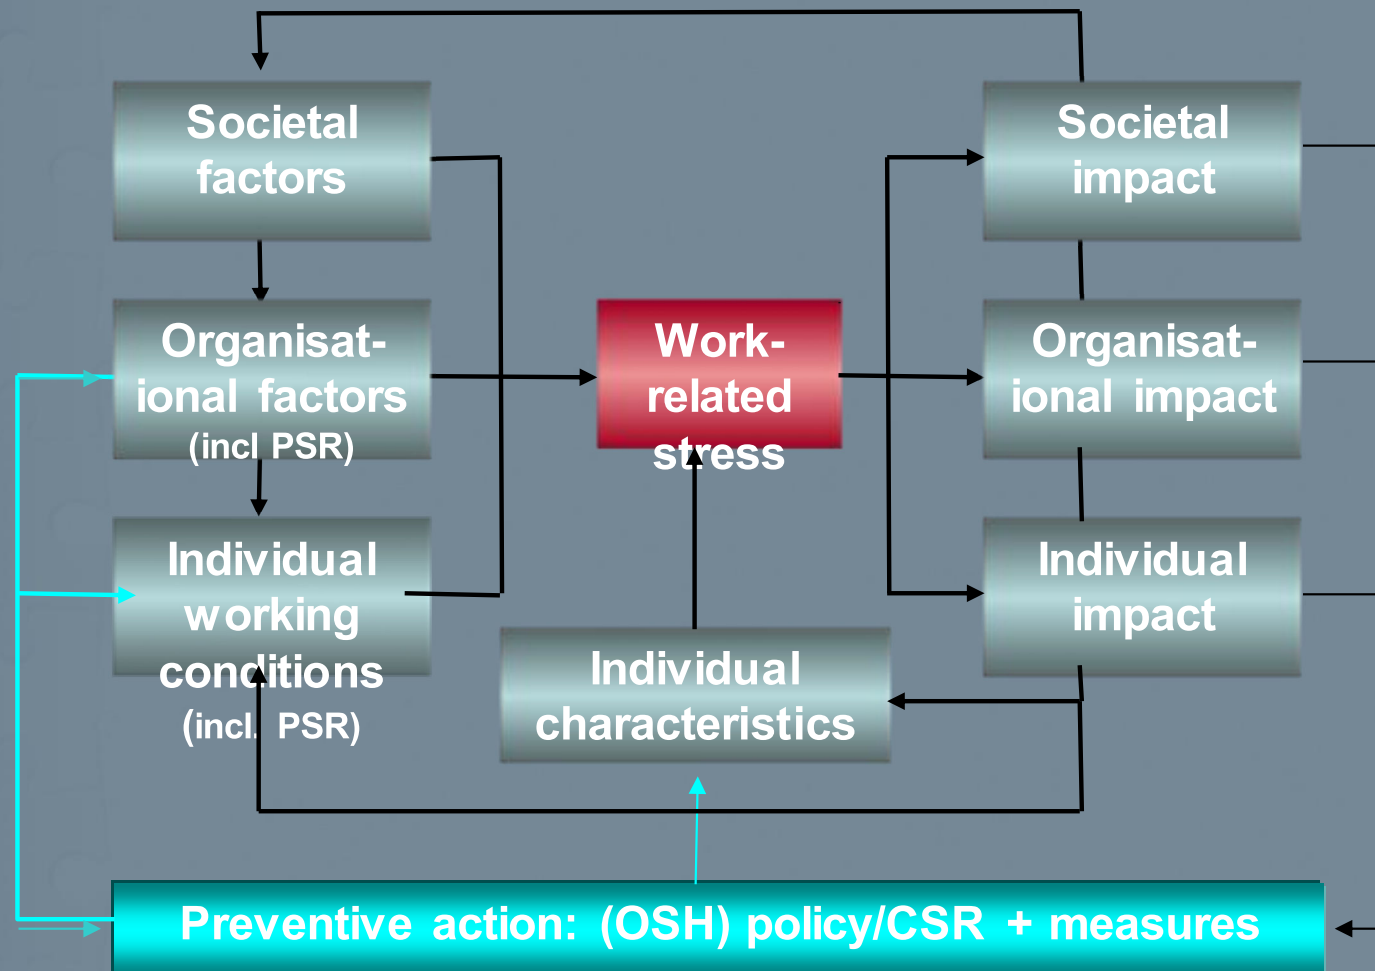 Societal
factors
Societal
impact
Organisat-
ional factors
(incl PSR)
Work-
related
stress
Organisat-
ional impact
Individual
working
conditions
(incl. PSR)
Individual
impact
Individual
characteristics
Preventive action: (OSH) policy/CSR + measures